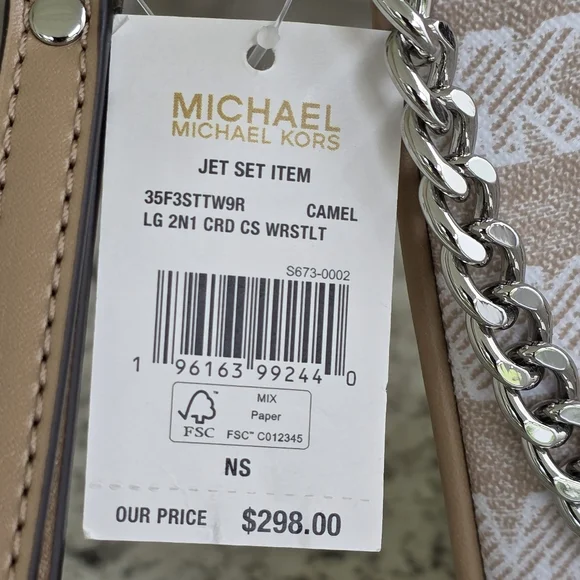 MICHAEL
MICHAEL KORS
JET SET ITEM
35F3STTW9R CAMEL
LG 2N1 CRD CS WRSTLT
S673-0002
1 96163 99244 0
MIX
Paper
FSC FSC™ C012345
NS
OUR PRICE $298.00